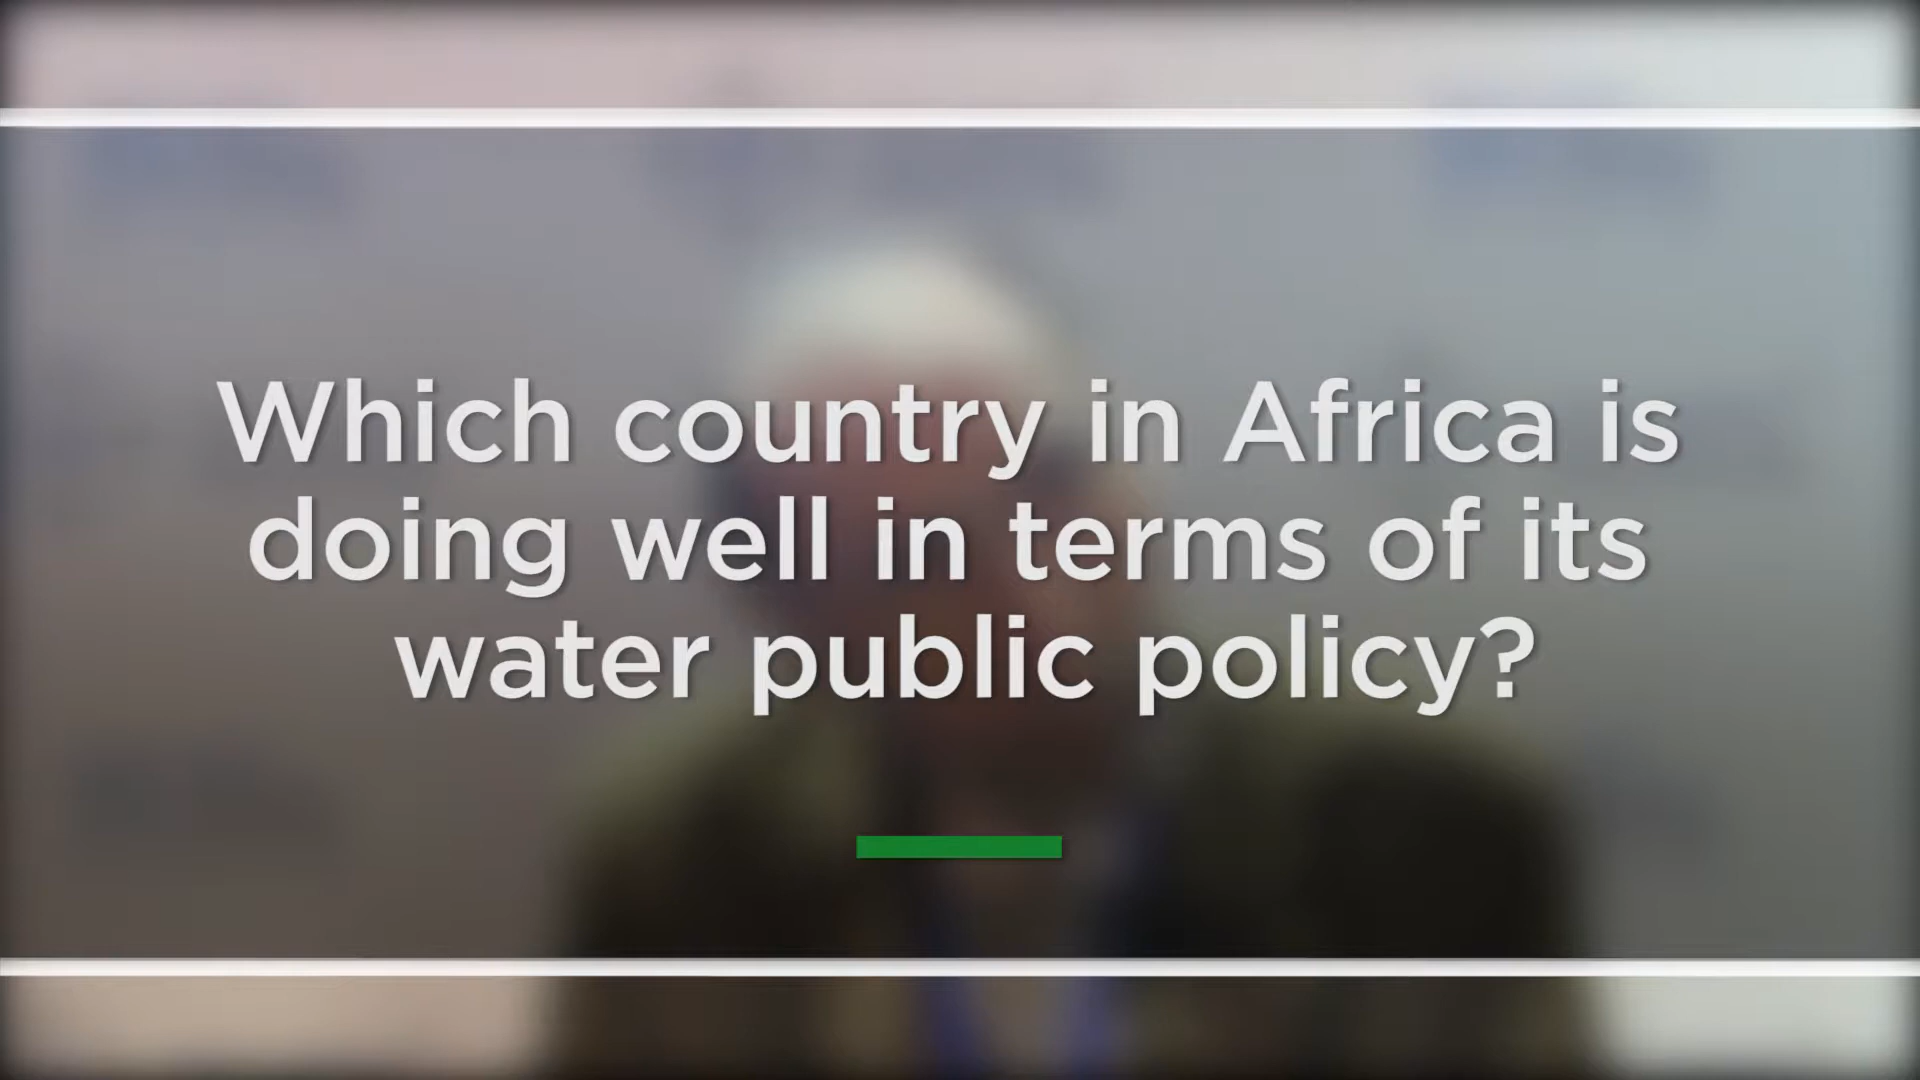 Which country in Africa is
doing well in terms of its
water public policy?